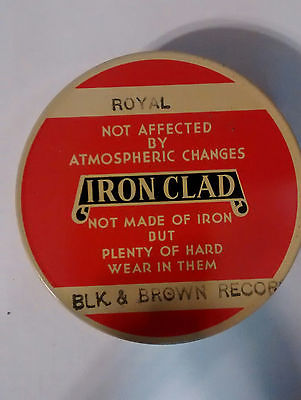 ROYAL
NOT AFFECTED
BY
ATMOSPHERIC CHANGES
IRON CLAD
NOT MADE OF IRON
BUT
PLENTY OF HARD
WEAR IN THEM
BLK & BROWN RECOR